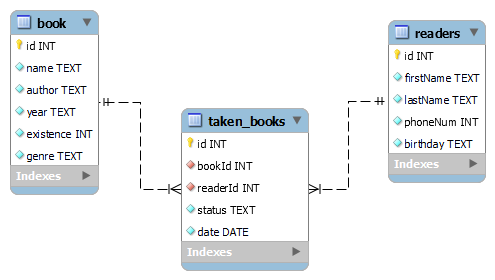 book
id INT
name TEXT
author TEXT
year TEXT
existence INT
genre TEXT
Indexes
taken_books
id INT
bookId INT
readerId INT
status TEXT
date DATE
Indexes
readers
id INT
firstName TEXT
lastName TEXT
phoneNum INT
birthday TEXT
Indexes